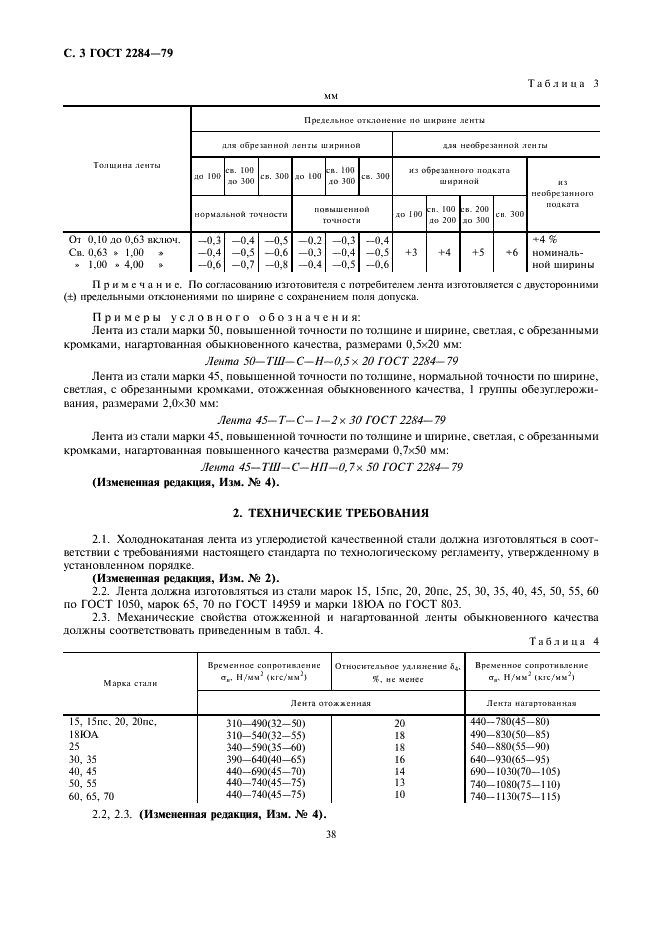 С. 3 ГОСТ 2284—79
Таблица 3
мм
Толщина ленты
Предельное отклонение по ширине ленты
для обрезанной ленты шириной
для необрезанной ленты
до 100
св. 100 до 300
св. 300
до 100
св. 100 до 300
св. 300
из обрезанного подката шириной
из необрезанного подката
нормальной точности
повышенной точности
до 100
св. 100 до 200
св. 200 до 300
св. 300
От 0,10 до 0,63 включ. —0,3 —0,4 —0,5 —0,2 —0,3 —0,4
Св. 0,63 » 1,00 » —0,4 —0,5 —0,6 —0,3 —0,4 —0,5
» 1,00 » 4,00 » —0,6 —0,7 —0,8 —0,4 —0,5 —0,6
+3 +4 +5 +6
+4 %
номиналь-
ной ширины
Примечание. По согласованию изготовителя с потребителем лента изготовляется с двусторонними
(±) предельными отклонениями по ширине с сохранением поля допуска.
Примеры условного обозначения:
Лента из стали марки 50, повышенной точности по толщине и ширине, светлая, с обрезанными
кромками, нагартованная обыкновенного качества, размерами 0,5×20 мм:
Лента 50—ТШ—С—Н—0,5 × 20 ГОСТ 2284—79
Лента из стали марки 45, повышенной точности по толщине, нормальной точности по ширине,
светлая, с обрезанными кромками, отожженная обыкновенного качества, 1 группы обезуглерожи-
вания, размерами 2,0×30 мм:
Лента 45—Т—С—1—2 × 30 ГОСТ 2284—79
Лента из стали марки 45, повышенной точности по толщине и ширине, светлая, с обрезанными
кромками, нагартованная повышенного качества размерами 0,7×50 мм:
Лента 45—ТШ—С—НП—0,7 × 50 ГОСТ 2284—79
(Измененная редакция, Изм. № 4).
2. ТЕХНИЧЕСКИЕ ТРЕБОВАНИЯ
2.1. Холоднокатаная лента из углеродистой качественной стали должна изготовляться в соот-
ветствии с требованиями настоящего стандарта по технологическому регламенту, утвержденному в
установленном порядке.
(Измененная редакция, Изм. № 2).
2.2. Лента должна изготовляться из стали марок 15, 15пс, 20, 20пс, 25, 30, 35, 40, 45, 50, 55, 60
по ГОСТ 1050, марок 65, 70 по ГОСТ 14959 и марки 18ЮА по ГОСТ 803.
2.3. Механические свойства отожженной и нагартованной ленты обыкновенного качества
должны соответствовать приведенным в табл. 4.
Таблица 4
Марка стали
Временное сопротивление
σв, Н/мм² (кгс/мм²)
Относительное удлинение δ4,
%, не менее
Временное сопротивление
σв, Н/мм² (кгс/мм²)
Лента отожженная
Лента нагартованная
15, 15пс, 20, 20пс, 310—490(32—50) 20 440—780(45—80)
18ЮА 310—540(32—55) 18 490—830(50—85)
25 340—590(35—60) 18 540—880(55—90)
30, 35 390—640(40—65) 16 640—930(65—95)
40, 45 440—690(45—70) 14 690—1030(70—105)
50, 55 440—740(45—75) 13 740—1080(75—110)
60, 65, 70 440—740(45—75) 10 740—1130(75—115)
2.2, 2.3. (Измененная редакция, Изм. № 4).
38